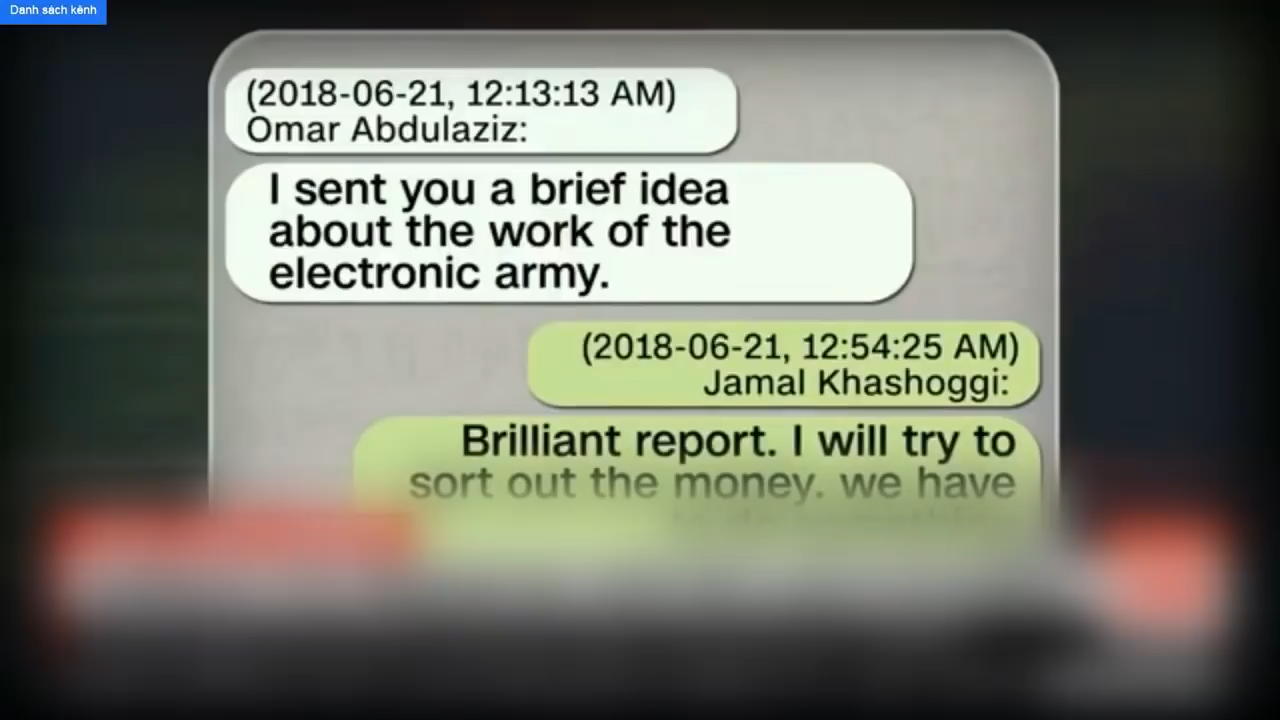 Danh sách kênh
(2018-06-21, 12:13:13 AM)
Omar Abdulaziz:
I sent you a brief idea
about the work of the
electronic army.
(2018-06-21, 12:54:25 AM)
Jamal Khashoggi:
Brilliant report. I will try to
sort out the money. we have